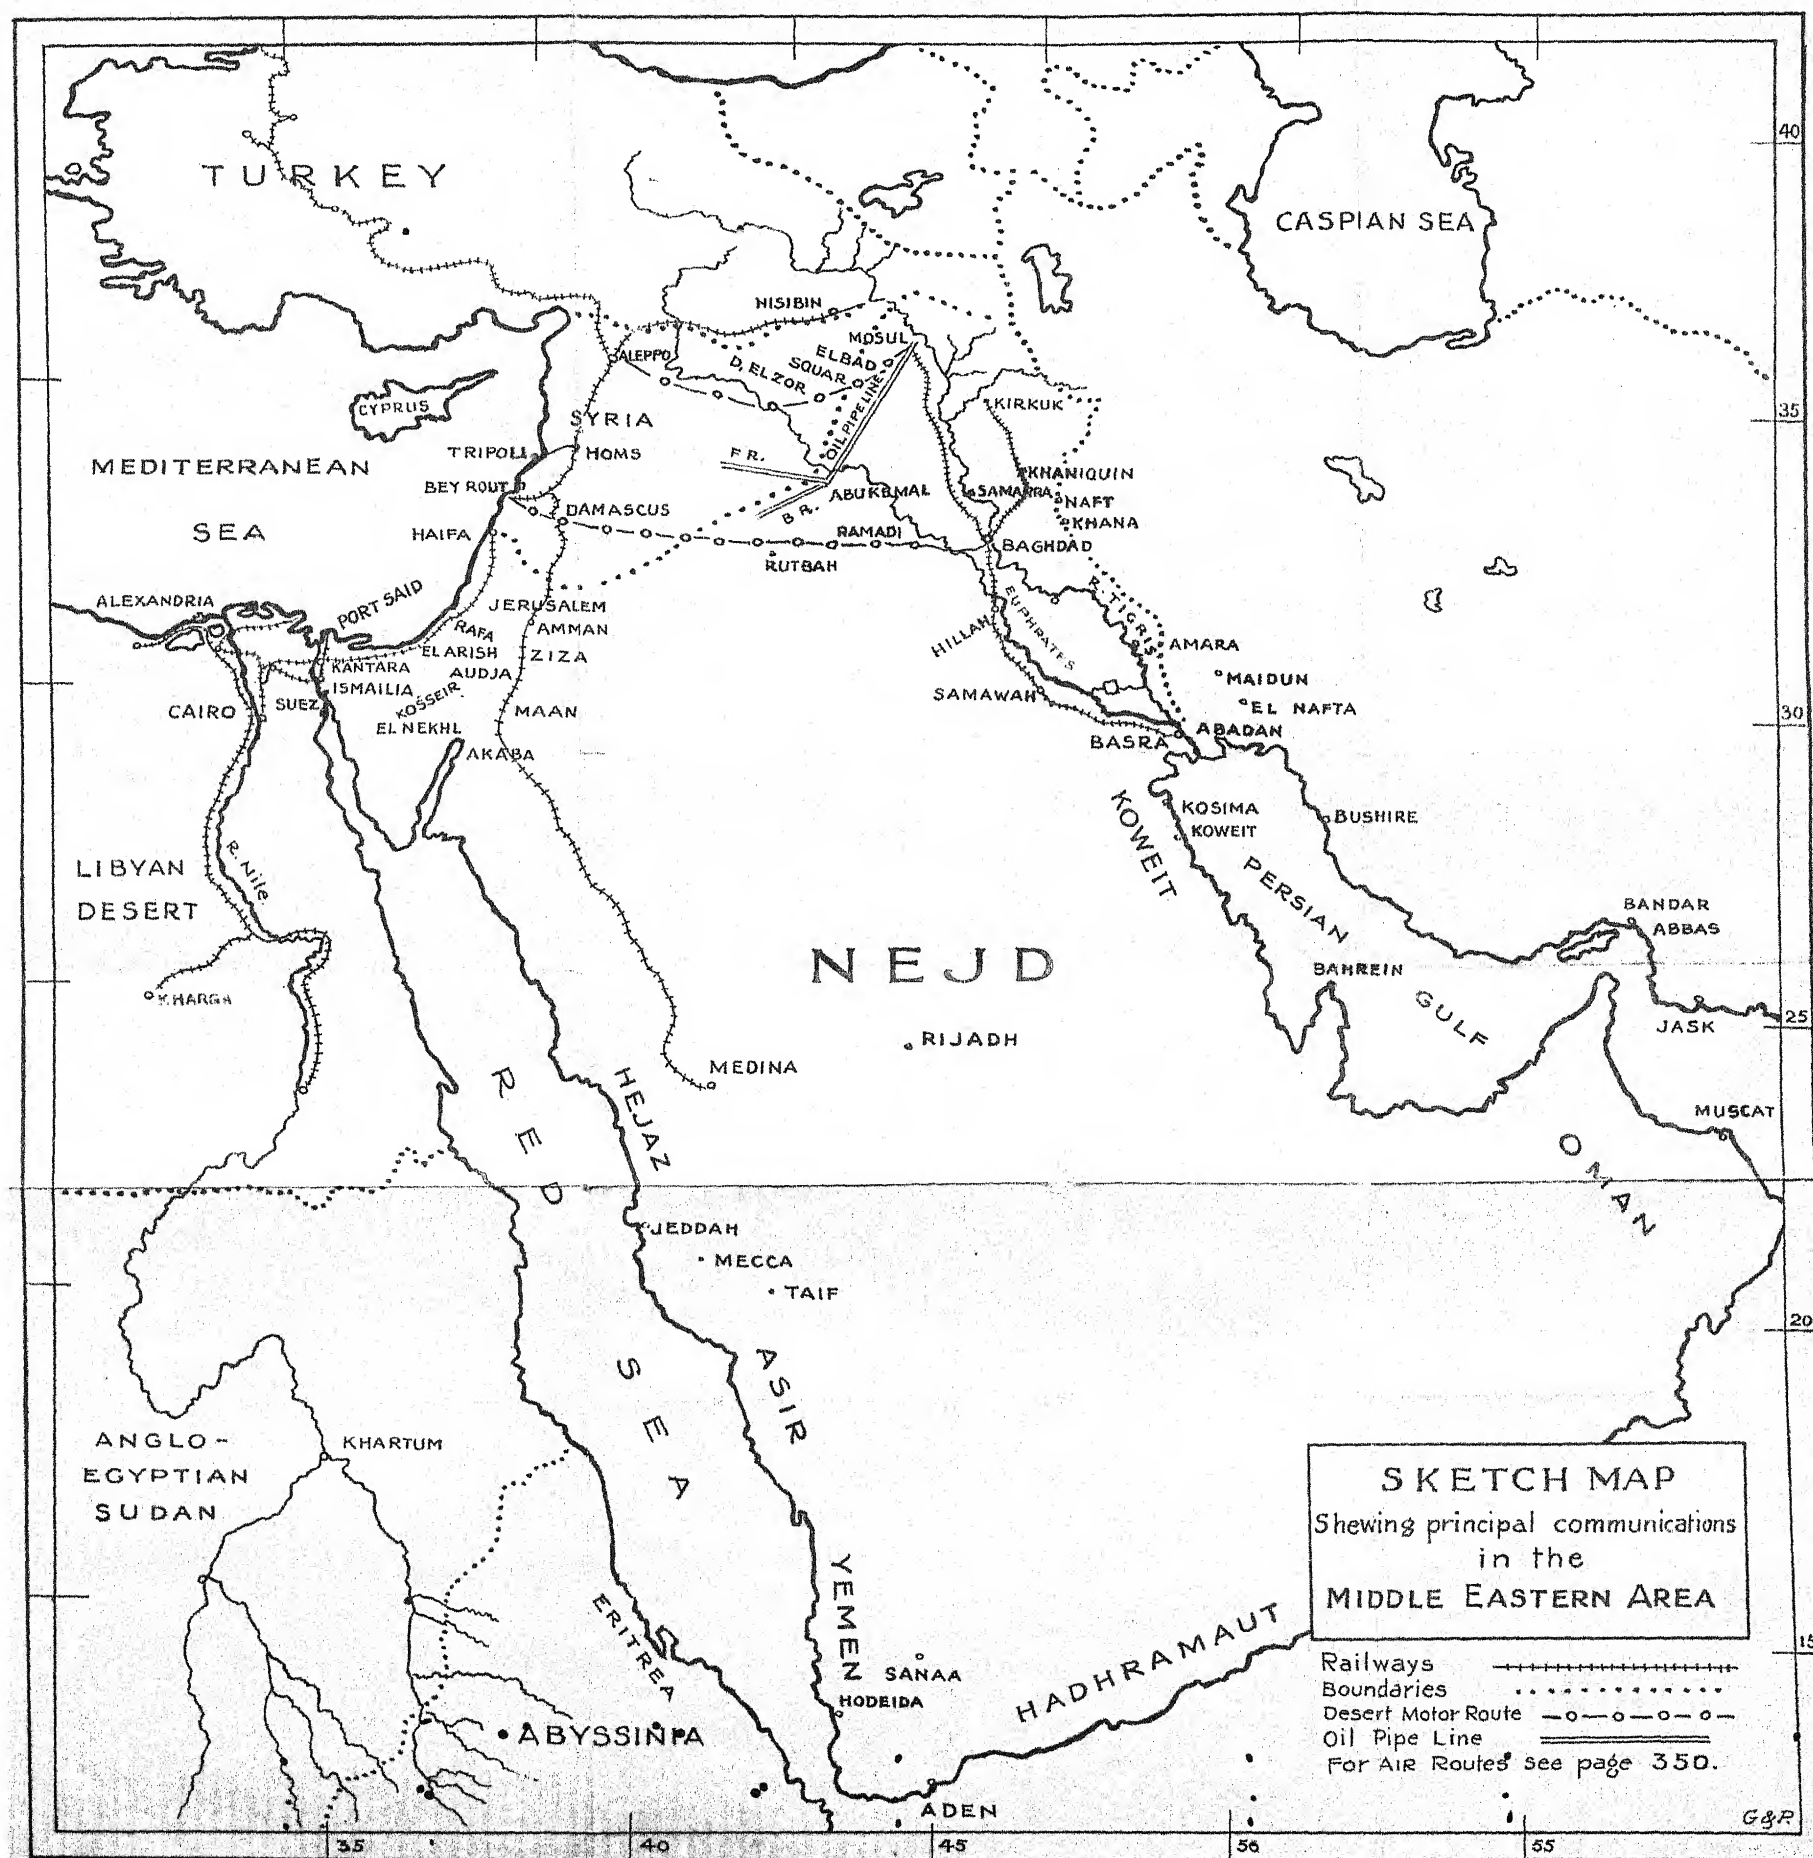 TURKEY
CASPIAN SEA
40
NISIBIN
MOSUL
ALEPPO
ELBAD
SQUAR
D. ELZOR
OIL PIPE LINE
CYPRUS
SYRIA
KIRKUK
35
MEDITERRANEAN
SEA
TRIPOLI
HOMS
F R.
KHANIQUIN
BEYROUT
ABUKEMAL
SAMARRA
NAFT
KHANA
B R.
DAMASCUS
HAIFA
RAMADI
BAGHDAD
RUTBAH
ALEXANDRIA
PORT SAID
JERUSALEM
RAFA
AMMAN
EL ARISH
ZIZA
AUDJA
KANTARA
ISMAILIA
KOSSEIR
SUEZ
CAIRO
MAAN
EL NEKHL
AKABA
EUPHRATES
R. TIGRIS
HILLAH
AMARA
MAIDUN
SAMAWAH
EL NAFTA
30
ABADAN
BASRA
KOSIMA
KOWEIT
KOWEIT
BUSHIRE
LIBYAN
DESERT
R. Nile.
PERSIAN
GULF
BANDAR
ABBAS
NEJD
BAHREIN
KHARGA
25
JASK
RIJADH
MEDINA
HEJAZ
RED
SEA
MUSCAT
OMAN
JEDDAH
MECCA
TAIF
20
ASIR
ANGLO-
EGYPTIAN
SUDAN
KHARTUM
YEMEN
ERITREA
SANAA
HODEIDA
HADHRAMAUT
ABYSSINIA
ADEN
SKETCH MAP
Shewing principal communications
in the
MIDDLE EASTERN AREA
15
Railways
Boundaries
Desert Motor Route
Oil Pipe Line
For AIR Routes see page 350.
G & P.
35
40
45
50
55